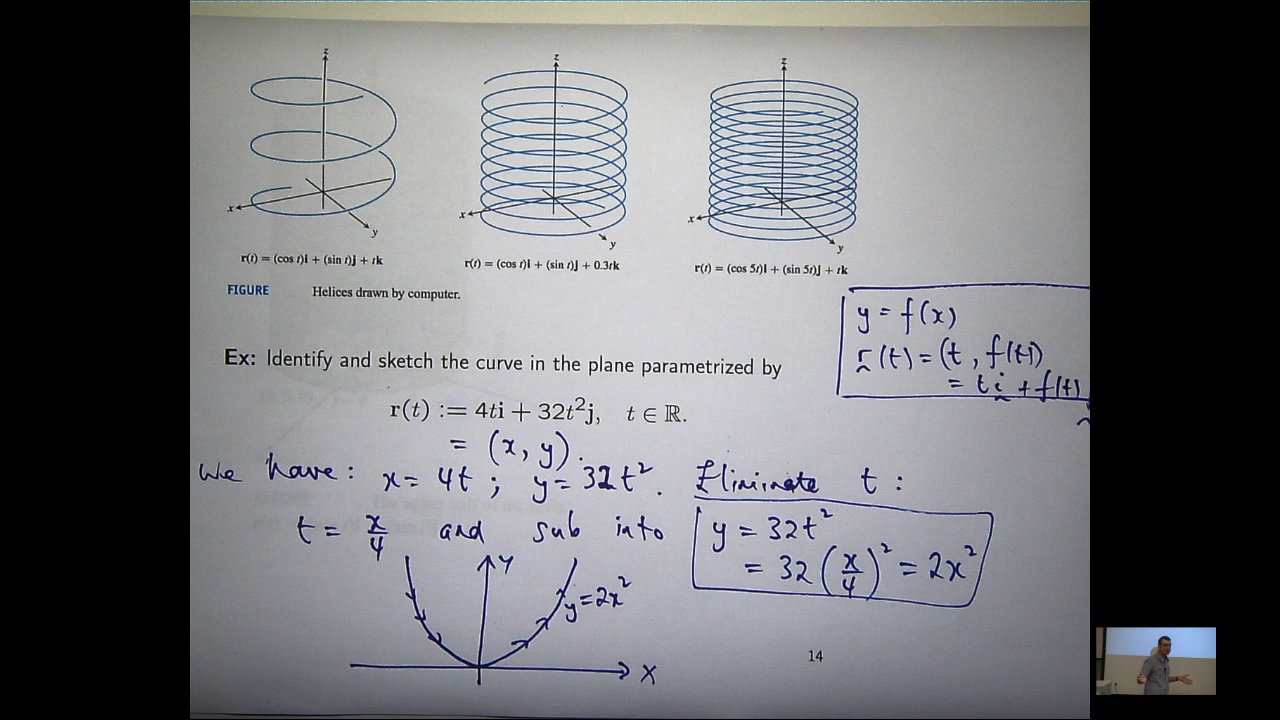 z
z
z
x
y
x
y
x
y
r(t) = (cos t)i + (sin t)j + tk
r(t) = (cos t)i + (sin t)j + 0.3tk
r(t) = (cos 5t)i + (sin 5t)j + tk
FIGURE Helices drawn by computer.
y = f(x)
r(t) = (t, f(t))
= ti + f(t)
Ex: Identify and sketch the curve in the plane parametrized by
r(t) := 4ti + 32t²j, t ∈ ℝ.
= (x, y).
We have: x = 4t ; y = 32t². Eliminate t:
t = x/4 and sub into
y = 32t²
= 32(x/4)² = 2x²
y
y=2x²
x
14